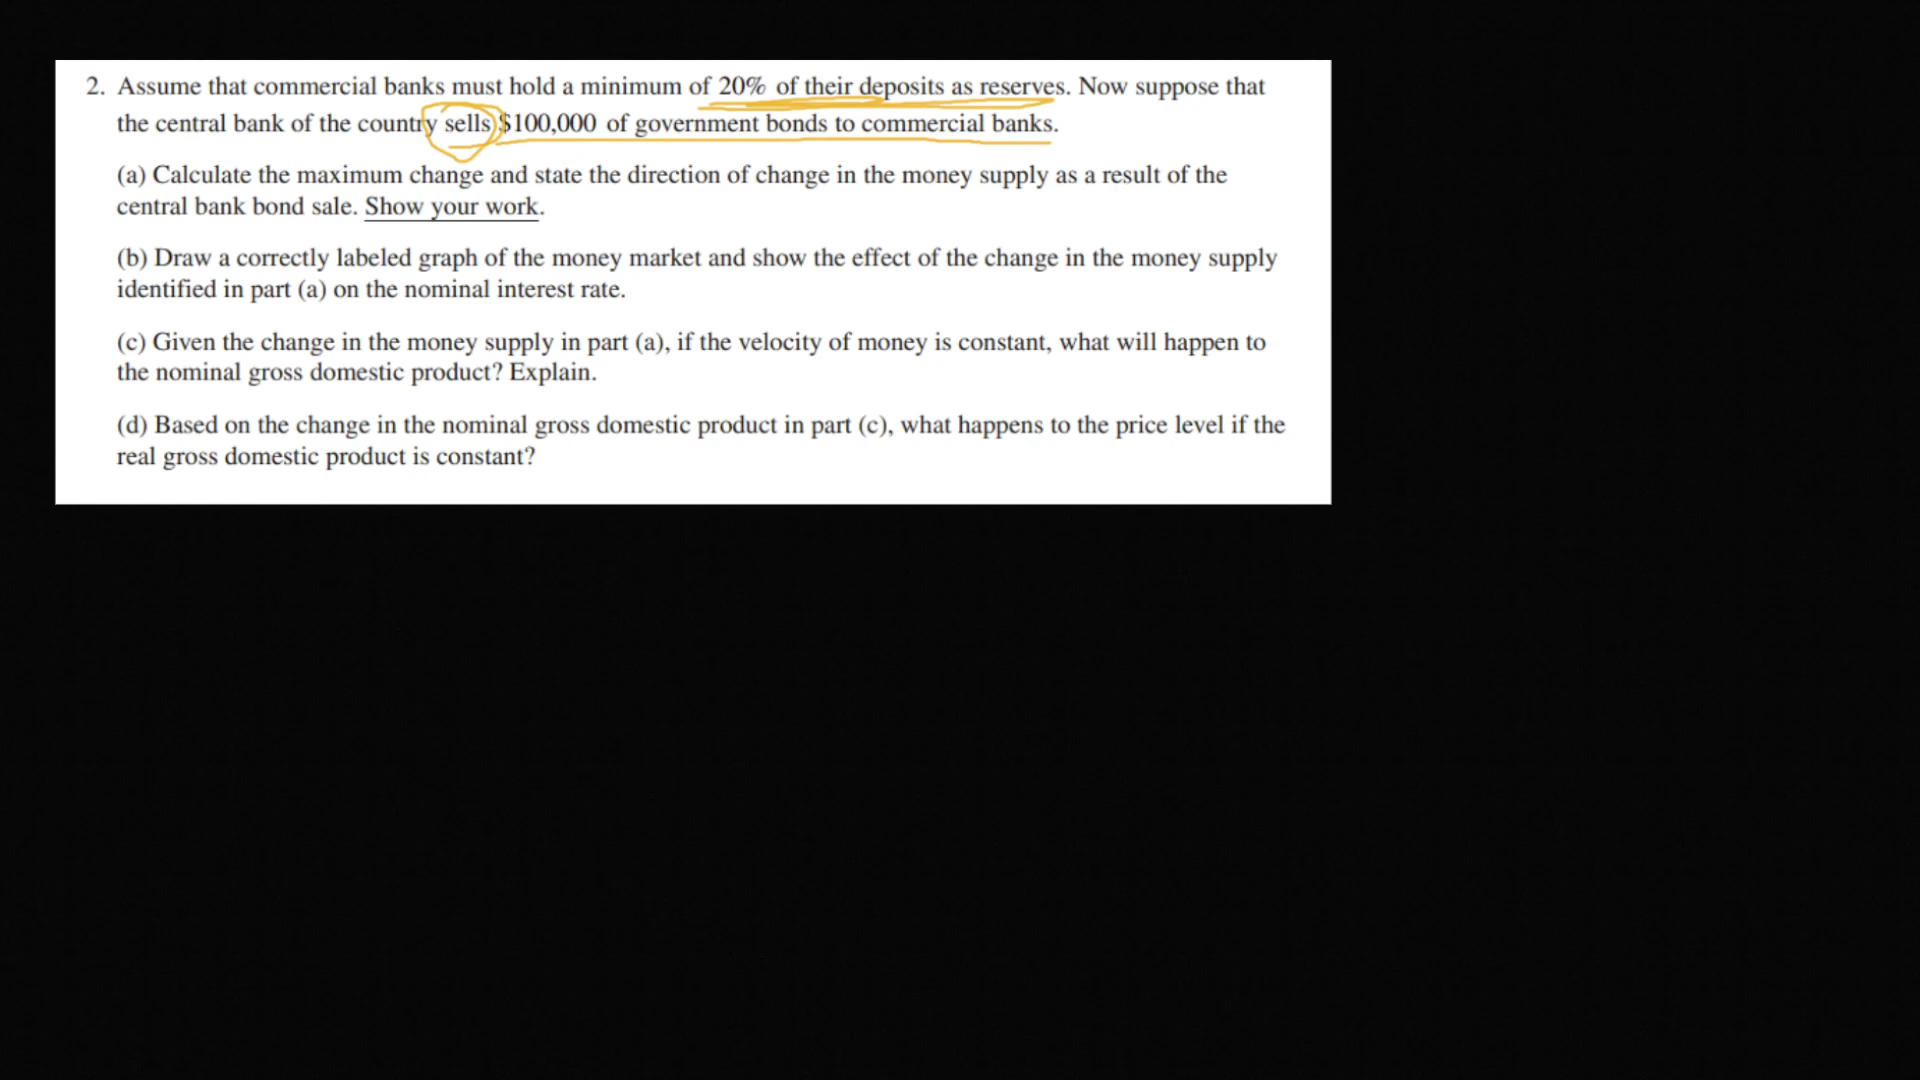 2. Assume that commercial banks must hold a minimum of 20% of their deposits as reserves. Now suppose that
the central bank of the country sells $100,000 of government bonds to commercial banks.
(a) Calculate the maximum change and state the direction of change in the money supply as a result of the
central bank bond sale. Show your work.
(b) Draw a correctly labeled graph of the money market and show the effect of the change in the money supply
identified in part (a) on the nominal interest rate.
(c) Given the change in the money supply in part (a), if the velocity of money is constant, what will happen to
the nominal gross domestic product? Explain.
(d) Based on the change in the nominal gross domestic product in part (c), what happens to the price level if the
real gross domestic product is constant?